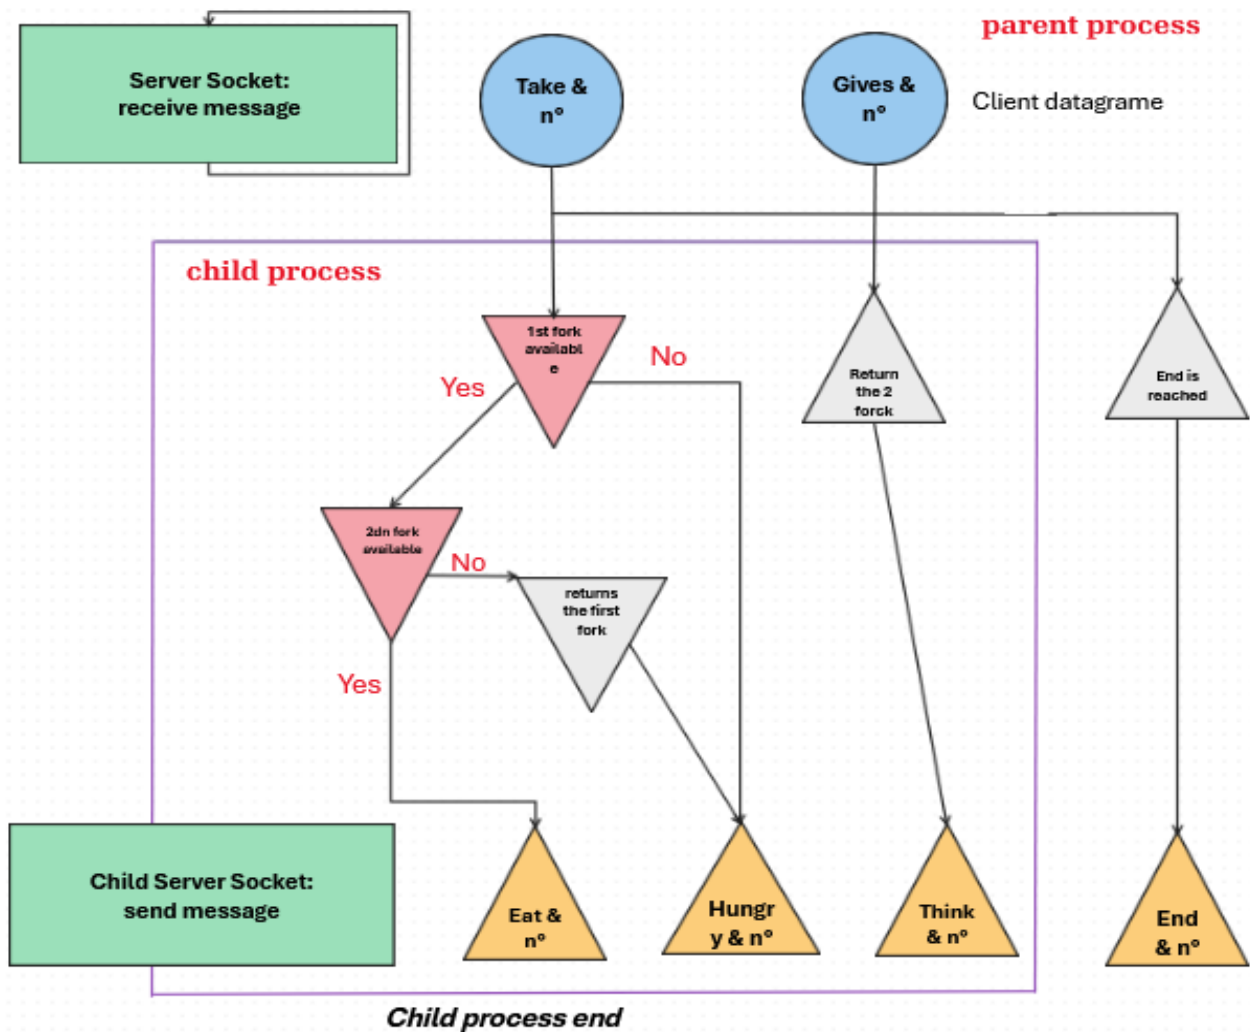 parent process
Server Socket:
receive message
Take &
n°
Gives &
n°
Client datagrame
child process
1st fork
availabl
e
No
Yes
Return
the 2
forck
End is
reached
2dn fork
available
No
returns
the first
fork
Yes
Child Server Socket:
send message
Eat &
n°
Hungr
y & n°
Think
& n°
End
& n°
Child process end